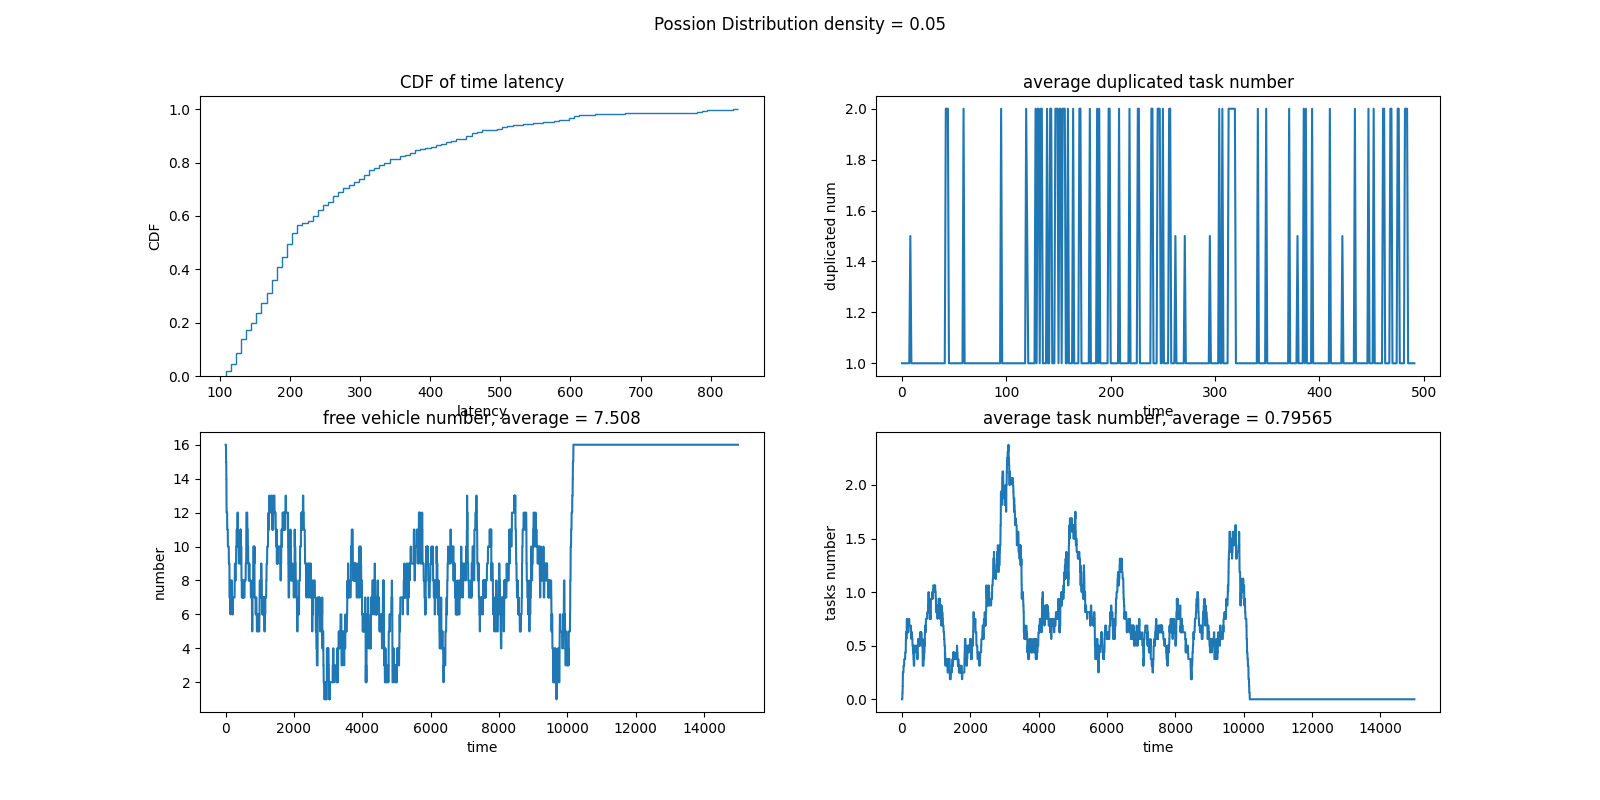 Possion Distribution density = 0.05
CDF of time latency
1.0
0.8
0.6
0.4
0.2
0.0
CDF
100 200 300 400 500 600 700 800
latency
average duplicated task number
2.0
1.8
1.6
1.4
1.2
1.0
duplicated num
0 100 200 300 400 500
time
free vehicle number, average = 7.508
16
14
12
10
8
6
4
2
number
0 2000 4000 6000 8000 10000 12000 14000
time
average task number, average = 0.79565
2.0
1.5
1.0
0.5
0.0
tasks number
0 2000 4000 6000 8000 10000 12000 14000
time